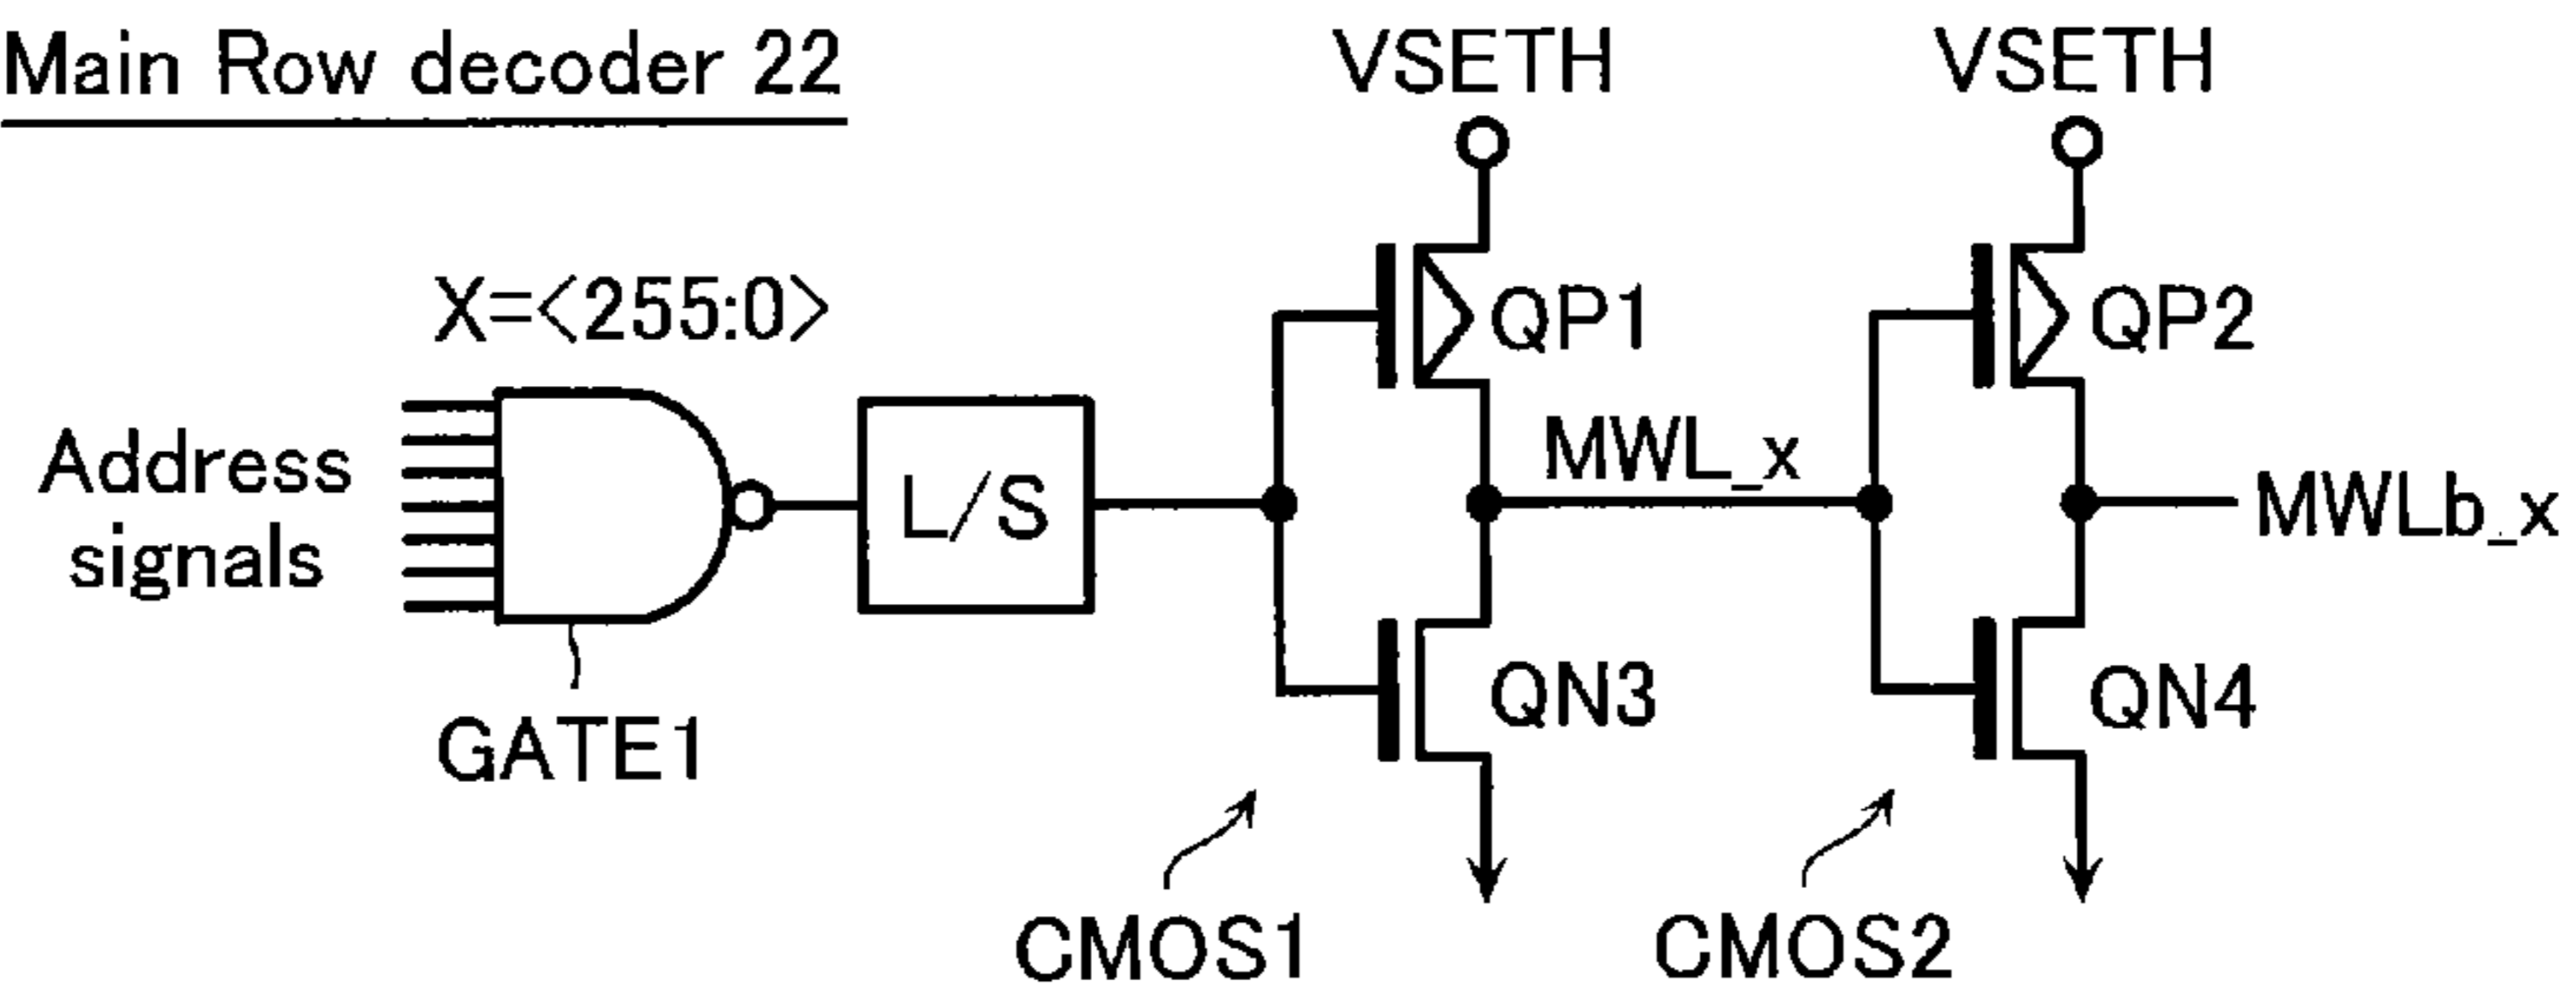 Main Row decoder 22
VSETH
VSETH
X=<255:0>
QP1
QP2
Address
signals
L/S
MWL_x
MWLb_x
GATE1
QN3
QN4
CMOS1
CMOS2